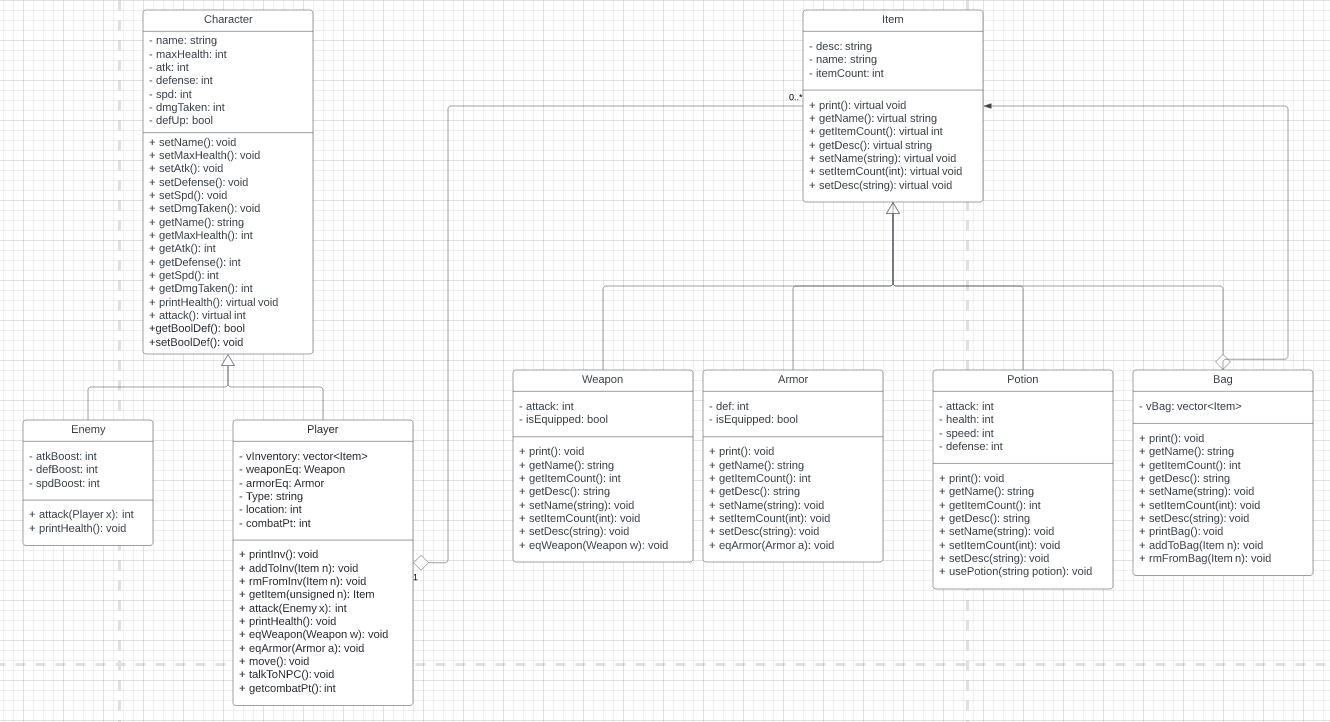 Character
- name: string
- maxHealth: int
- atk: int
- defense: int
- spd: int
- dmgTaken: int
- defUp: bool
+ setName(): void
+ setMaxHealth(): void
+ setAtk(): void
+ setDefense(): void
+ setSpd(): void
+ setDmgTaken(): void
+ getName(): string
+ getMaxHealth(): int
+ getAtk(): int
+ getDefense(): int
+ getSpd(): int
+ getDmgTaken(): int
+ printHealth(): virtual void
+ attack(): virtual int
+getBoolDef(): bool
+setBoolDef(): void
Item
- desc: string
- name: string
- itemCount: int
0..*
+ print(): virtual void
+ getName(): virtual string
+ getItemCount(): virtual int
+ getDesc(): virtual string
+ setName(string): virtual void
+ setItemCount(int): virtual void
+ setDesc(string): virtual void
Enemy
- atkBoost: int
- defBoost: int
- spdBoost: int
+ attack(Player x): int
+ printHealth(): void
Player
- vInventory: vector<Item>
- weaponEq: Weapon
- armorEq: Armor
- Type: string
- location: int
- combatPt: int
+ printInv(): void
+ addToInv(Item n): void
+ rmFromInv(Item n): void
+ getItem(unsigned n): Item
+ attack(Enemy x): int
+ printHealth(): void
+ eqWeapon(Weapon w): void
+ eqArmor(Armor a): void
+ move(): void
+ talkToNPC(): void
+ getcombatPt(): int
1
Weapon
- attack: int
- isEquipped: bool
+ print(): void
+ getName(): string
+ getItemCount(): int
+ getDesc(): string
+ setName(string): void
+ setItemCount(int): void
+ setDesc(string): void
+ eqWeapon(Weapon w): void
Armor
- def: int
- isEquipped: bool
+ print(): void
+ getName(): string
+ getItemCount(): int
+ getDesc(): string
+ setName(string): void
+ setItemCount(int): void
+ setDesc(string): void
+ eqArmor(Armor a): void
Potion
- attack: int
- health: int
- speed: int
- defense: int
+ print(): void
+ getName(): string
+ getItemCount(): int
+ getDesc(): string
+ setName(string): void
+ setItemCount(int): void
+ setDesc(string): void
+ usePotion(string potion): void
Bag
- vBag: vector<Item>
+ print(): void
+ getName(): string
+ getItemCount(): int
+ getDesc(): string
+ setName(string): void
+ setItemCount(int): void
+ setDesc(string): void
+ printBag(): void
+ addToBag(Item n): void
+ rmFromBag(Item n): void